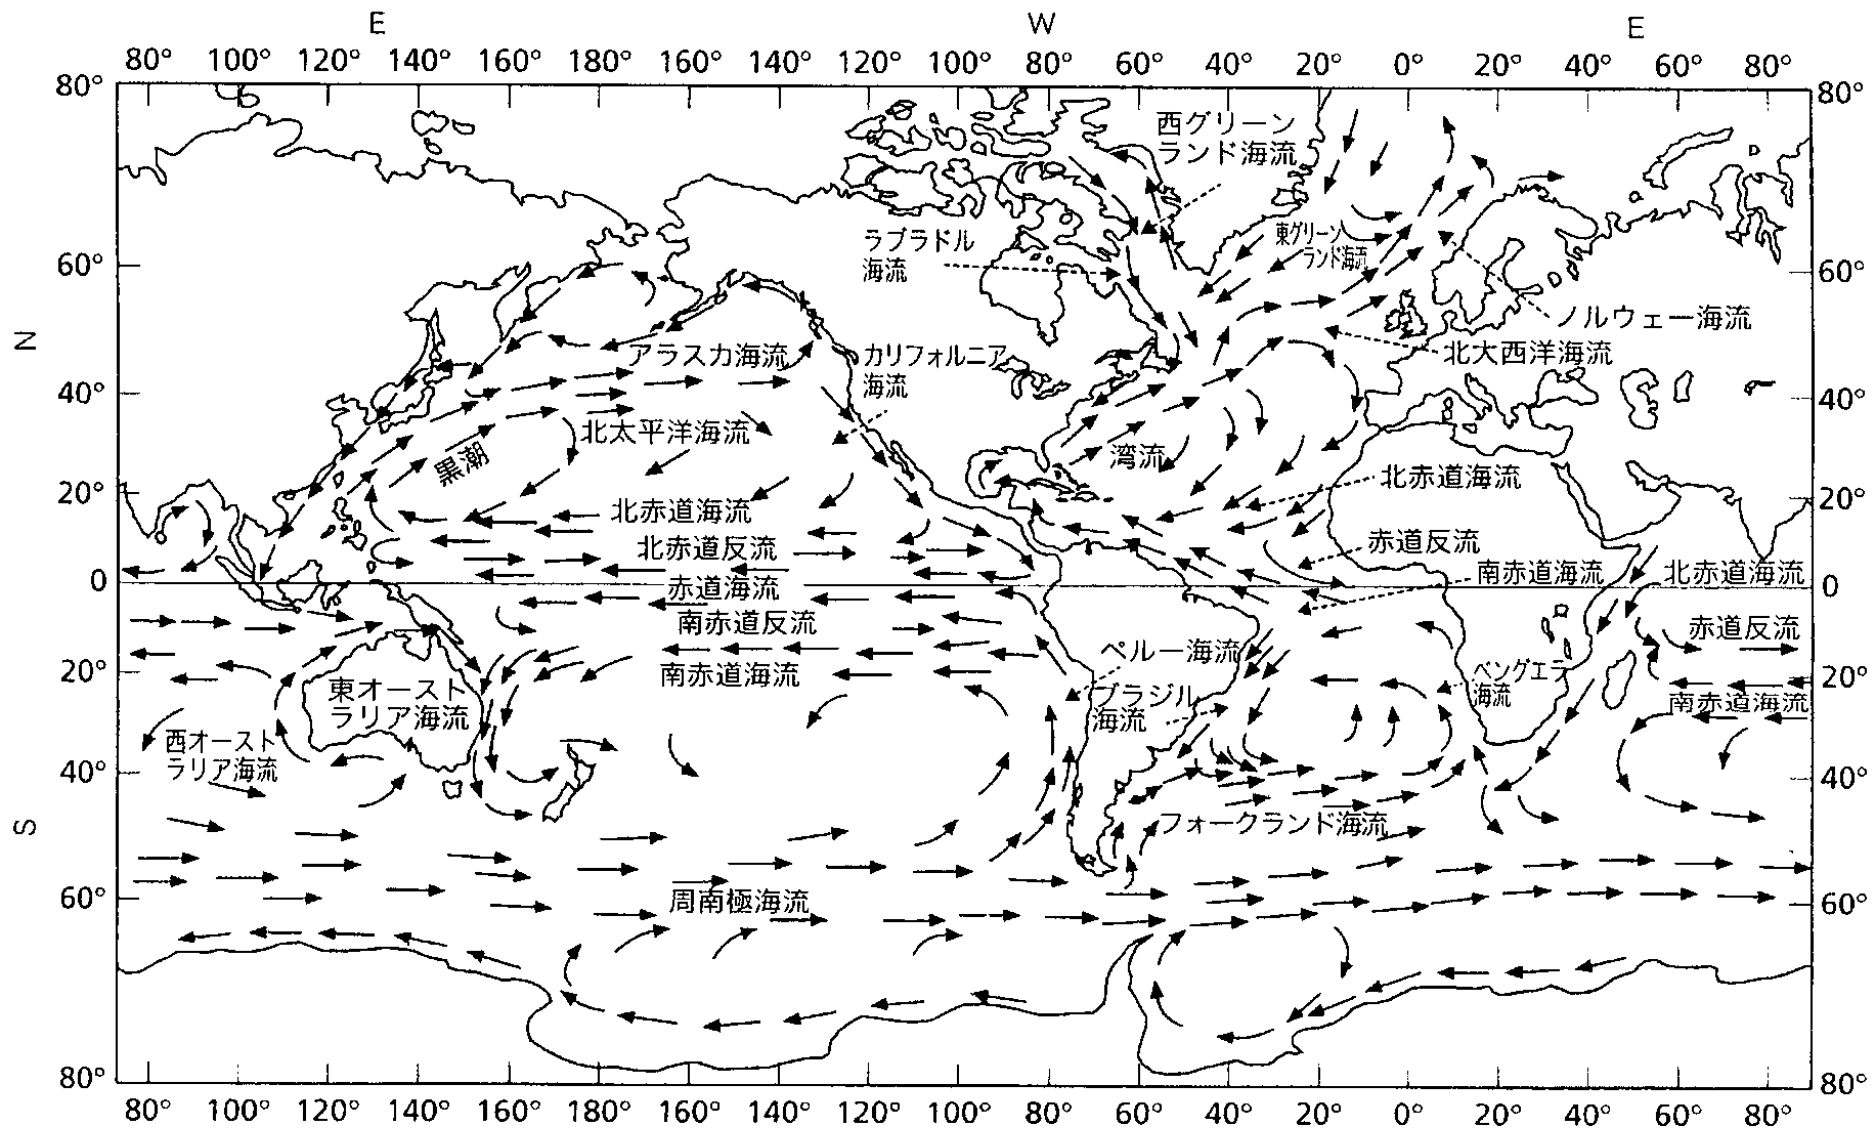 E W E
80° 100° 120° 140° 160° 180° 160° 140° 120° 100° 80° 60° 40° 20° 0° 20° 40° 60° 80°
80° 80°
西グリーン
ランド海流
ラブラドル
海流
東グリーン
ランド海流
60° 60°
ノルウェー海流
N
アラスカ海流
カリフォルニア
海流
北大西洋海流
40° 40°
北太平洋海流
黒潮
湾流
北赤道海流
20° 20°
北赤道海流
北赤道反流
赤道反流
南赤道海流
北赤道海流
0 0
赤道海流
南赤道反流
赤道反流
ペルー海流
南赤道海流
20° 20°
東オースト
ラリア海流
ブラジル
海流
ベングエラ
海流
南赤道海流
西オースト
ラリア海流
40° 40°
S
フォークランド海流
周南極海流
60° 60°
80° 80°
80° 100° 120° 140° 160° 180° 160° 140° 120° 100° 80° 60° 40° 20° 0° 20° 40° 60° 80°